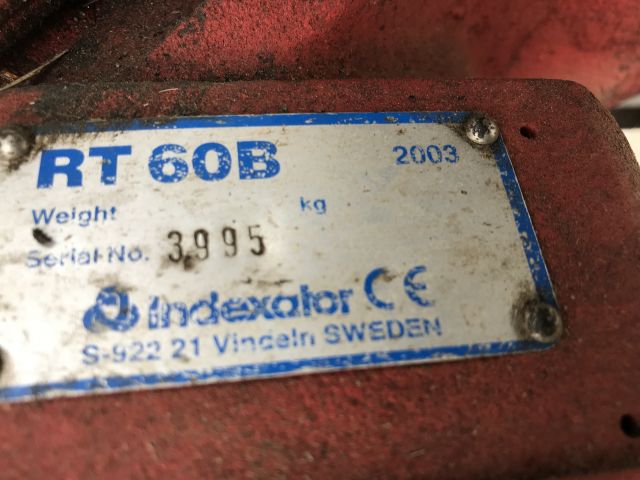 RT 60B 2003
Weight kg
Serial No. 3995
Indexator CE
S-922 21 Vindeln SWEDEN